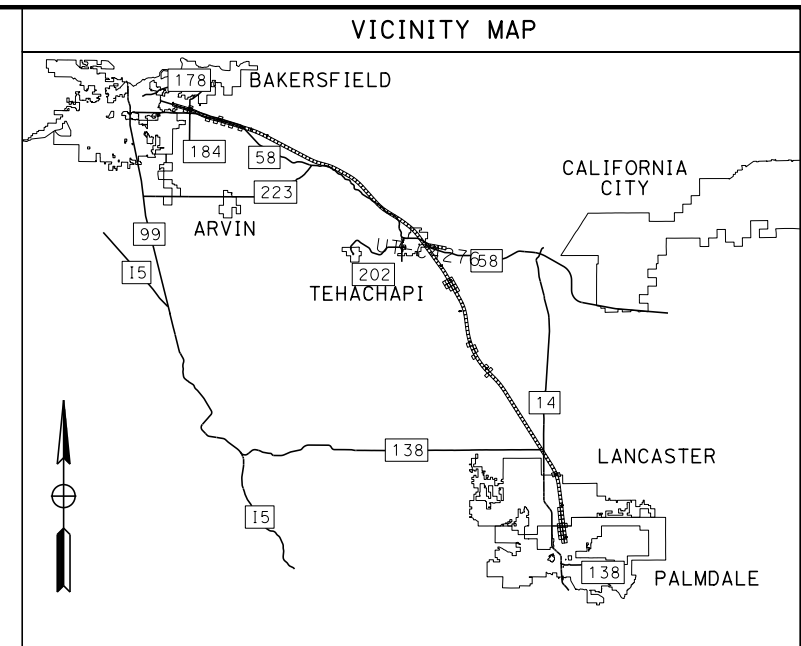 VICINITY MAP
178
BAKERSFIELD
184
58
CALIFORNIA
CITY
223
ARVIN
99
I5
58
202
TEHACHAPI
14
138
LANCASTER
I5
138
PALMDALE